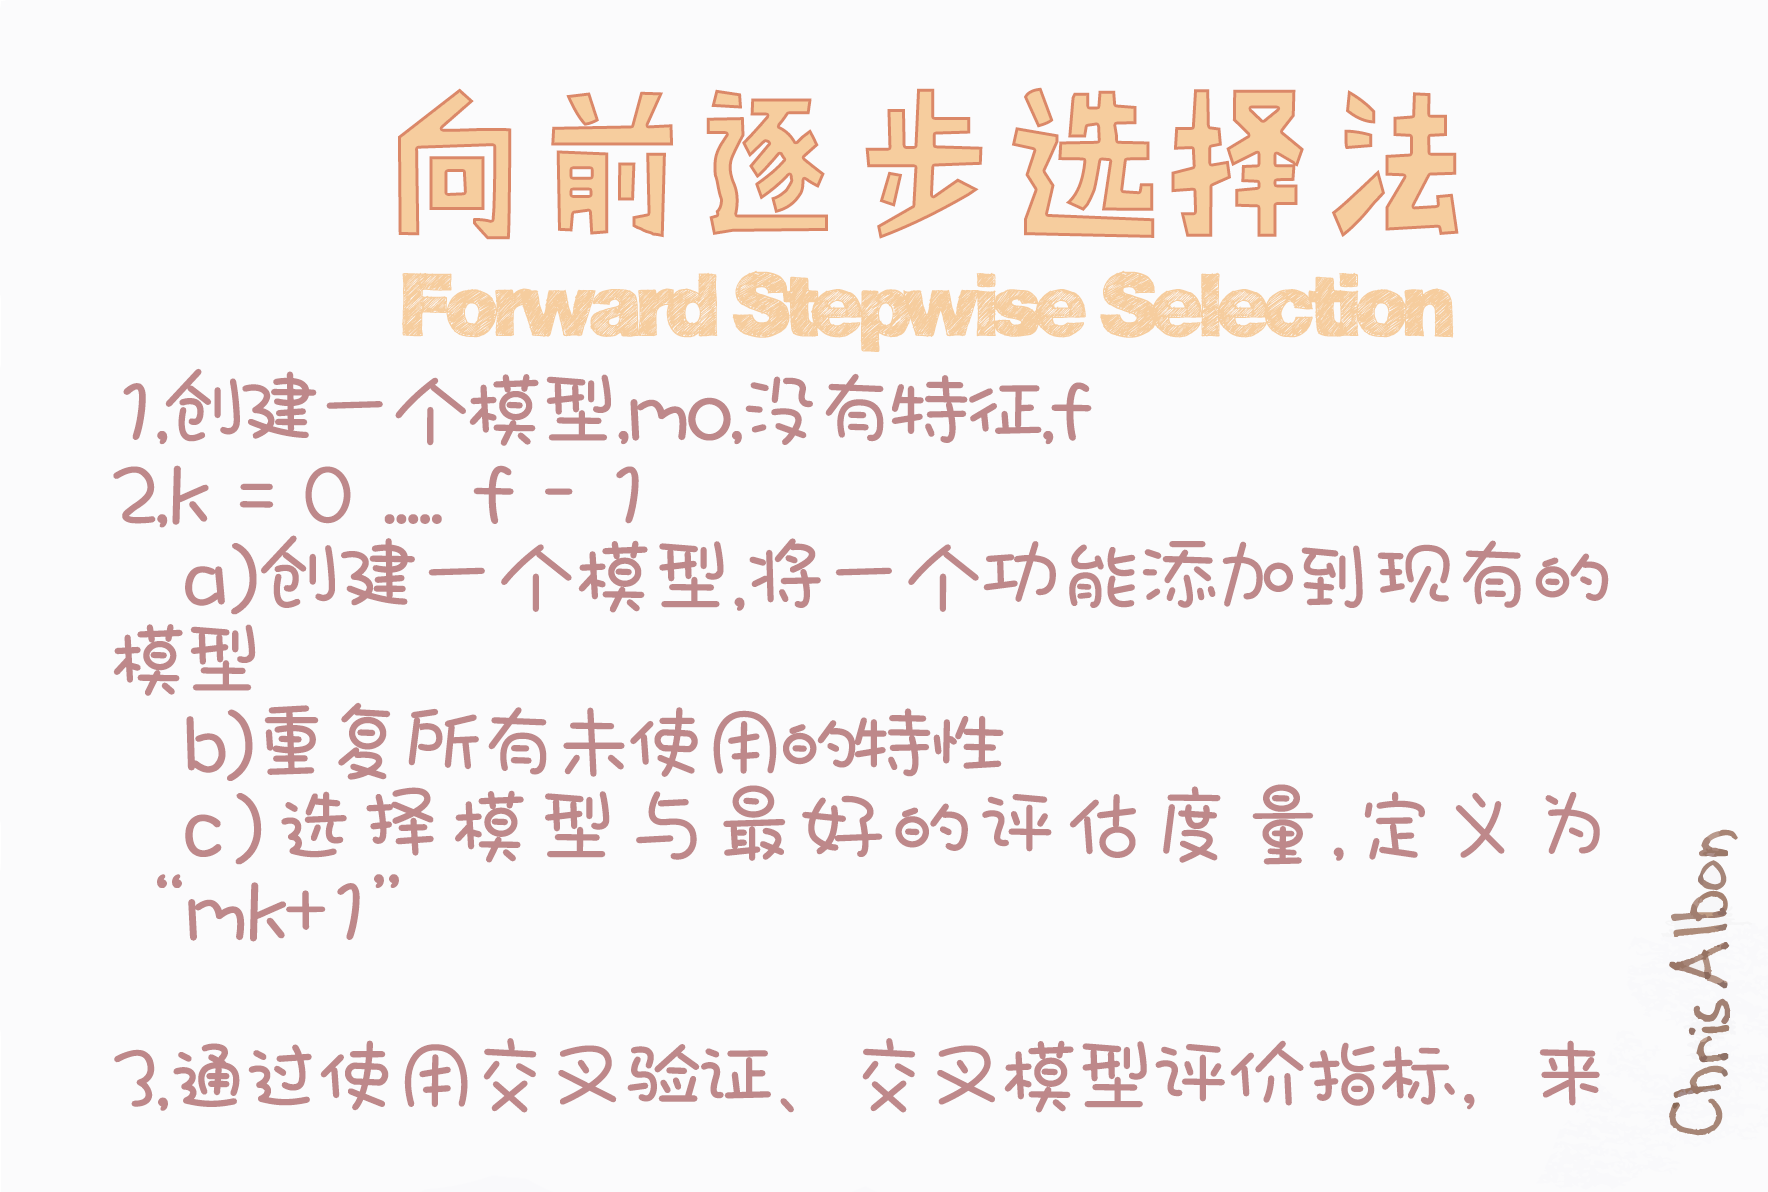 向前逐步选择法
Forward Stepwise Selection
1,创建一个模型,m0,没有特征,f
2,k = 0 …… f - 1
a)创建一个模型,将一个功能添加到现有的
模型
b)重复所有未使用的特性
c)选择模型与最好的评估度量,定义为
“mk+1”
3,通过使用交叉验证、交叉模型评价指标，来
Chris Albon